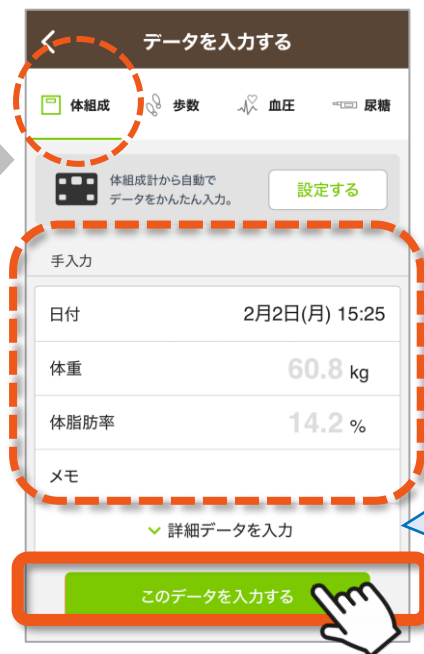 データを入力する
体組成 歩数 血圧 尿糖
体組成計から自動で
データをかんたん入力。
設定する
手入力
日付 2月2日(月) 15:25
体重 60.8 kg
体脂肪率 14.2 %
メモ
詳細データを入力
このデータを入力する